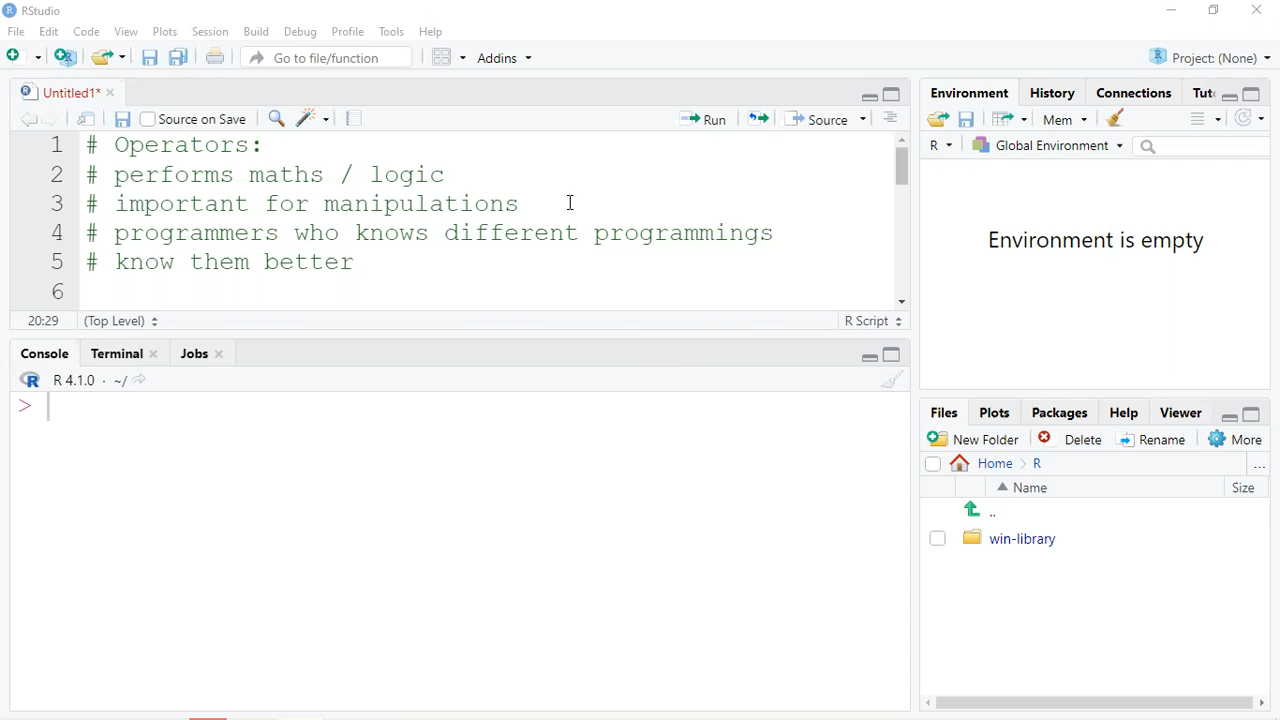 RStudio
File Edit Code View Plots Session Build Debug Profile Tools Help
Go to file/function Addins Project: (None)
Untitled1*
Source on Save Run Source
1 # Operators:
2 # performs maths / logic
3 # important for manipulations
4 # programmers who knows different programmings
5 # know them better
6
20:29 (Top Level) R Script
Console Terminal Jobs
R 4.1.0 · ~/
>
Environment History Connections Tut
Mem
R Global Environment
Environment is empty
Files Plots Packages Help Viewer
New Folder Delete Rename More
Home R ...
Name Size
..
win-library